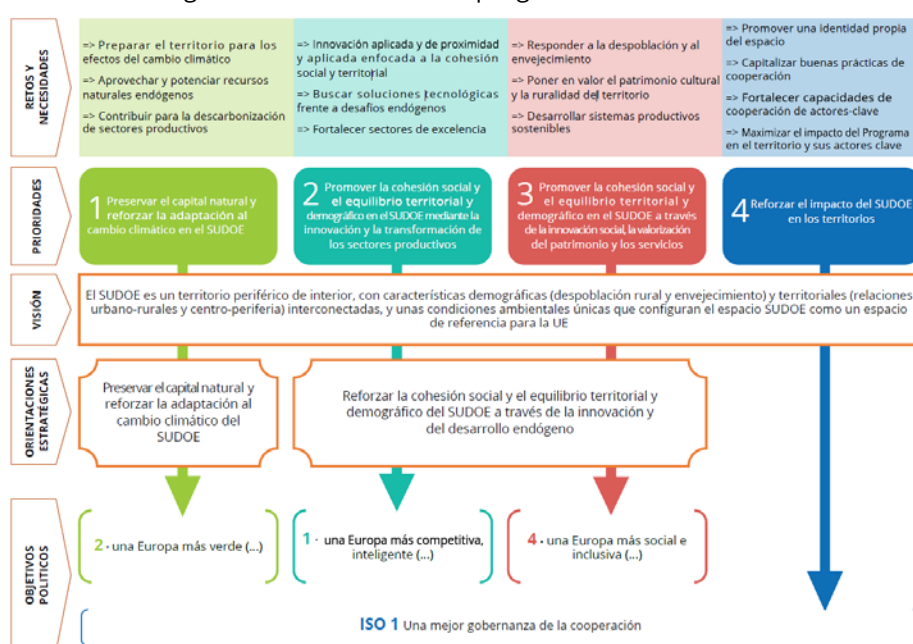 RETOS Y
NECESIDADES
=> Preparar el territorio para los
efectos del cambio climático
=> Aprovechar y potenciar recursos
naturales endógenos
=> Contribuir para la descarbonización
de sectores productivos
=> Innovación aplicada y de proximidad
y aplicada enfocada a la cohesión
social y territorial
=> Buscar soluciones tecnológicas
frente a desafíos endógenos
=> Fortalecer sectores de excelencia
=> Responder a la despoblación y al
envejecimiento
=> Poner en valor el patrimonio cultural
y la ruralidad del territorio
=> Desarrollar sistemas productivos
sostenibles
=> Promover una identidad propia
del espacio
=> Capitalizar buenas prácticas de
cooperación
=> Fortalecer capacidades de
cooperación de actores-clave
=> Maximizar el impacto del Programa
en el territorio y sus actores clave
PRIORIDADES
1 Preservar el capital natural y
reforzar la adaptación al
cambio climático en el SUDOE
2 Promover la cohesión social y
el equilibrio territorial y
demográfico en el SUDOE mediante la
innovación y la transformación de
los sectores productivos
3 Promover la cohesión social y
el equilibrio territorial y
demográfico en el SUDOE a través
de la innovación social, la valorización
del patrimonio y los servicios
4 Reforzar el impacto del SUDOE
en los territorios
VISIÓN
El SUDOE es un territorio periférico de interior, con características demográficas (despoblación rural y envejecimiento) y territoriales (relaciones
urbano-rurales y centro-periferia) interconectadas, y unas condiciones ambientales únicas que configuran el espacio SUDOE como un espacio
de referencia para la UE
ORIENTACIONES
ESTRATÉGICAS
Preservar el capital natural y
reforzar la adaptación al
cambio climático del
SUDOE
Reforzar la cohesión social y el equilibrio territorial y
demográfico del SUDOE a través de la innovación y
del desarrollo endógeno
OBJETIVOS
POLITICOS
2 · una Europa más verde (...)
1 · una Europa más competitiva,
inteligente (...)
4 · una Europa más social e
inclusiva (...)
ISO 1 Una mejor gobernanza de la cooperación